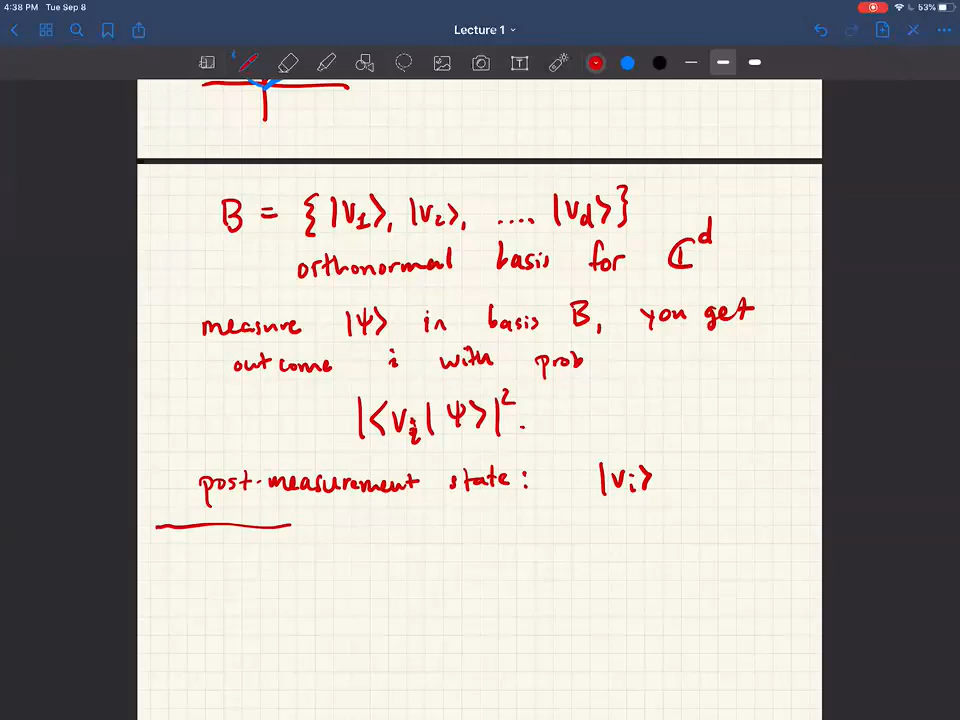 4:38 PM Tue Sep 8
53%
Lecture 1
B = { |v₁⟩, |v₂⟩, .... |v_d⟩ }
orthonormal basis for ℂ^d
measure |Ψ⟩ in basis B, you get
outcome i with prob
|⟨v_i|Ψ⟩|².
post-measurement state: |v_i⟩